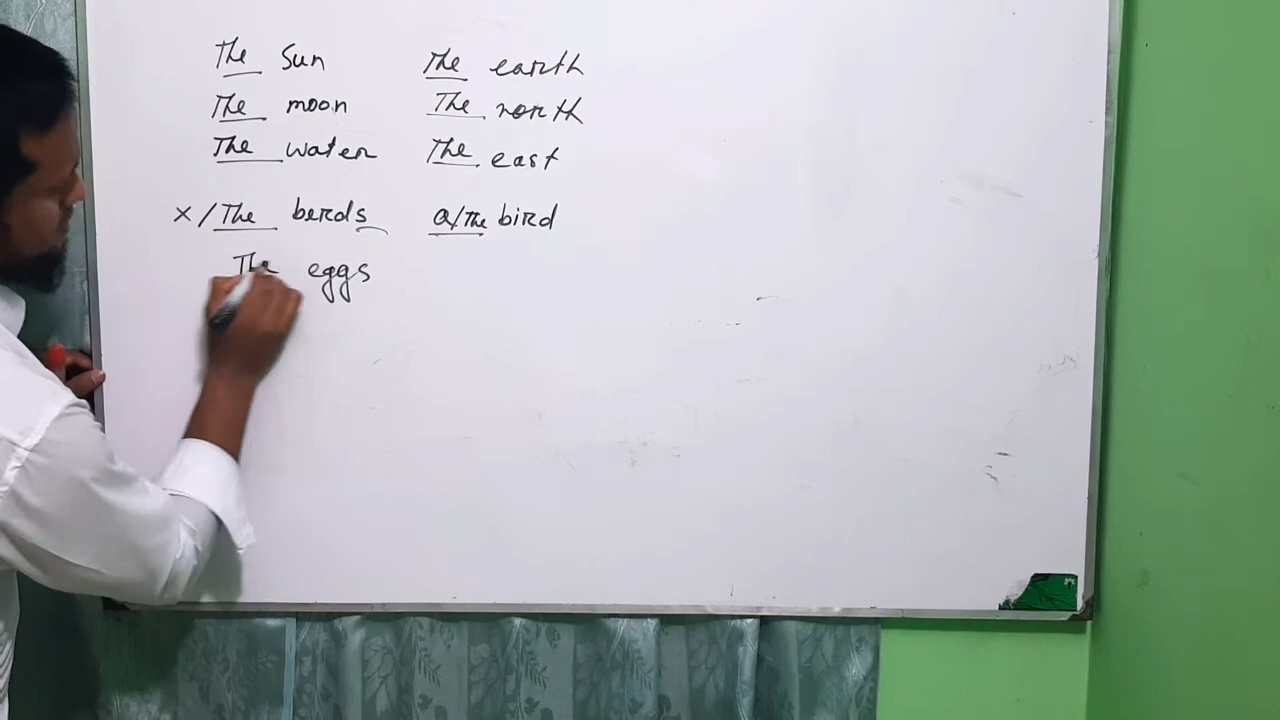 The Sun The earth
The moon The north
The water The east
×/The berds a/The bird
The eggs